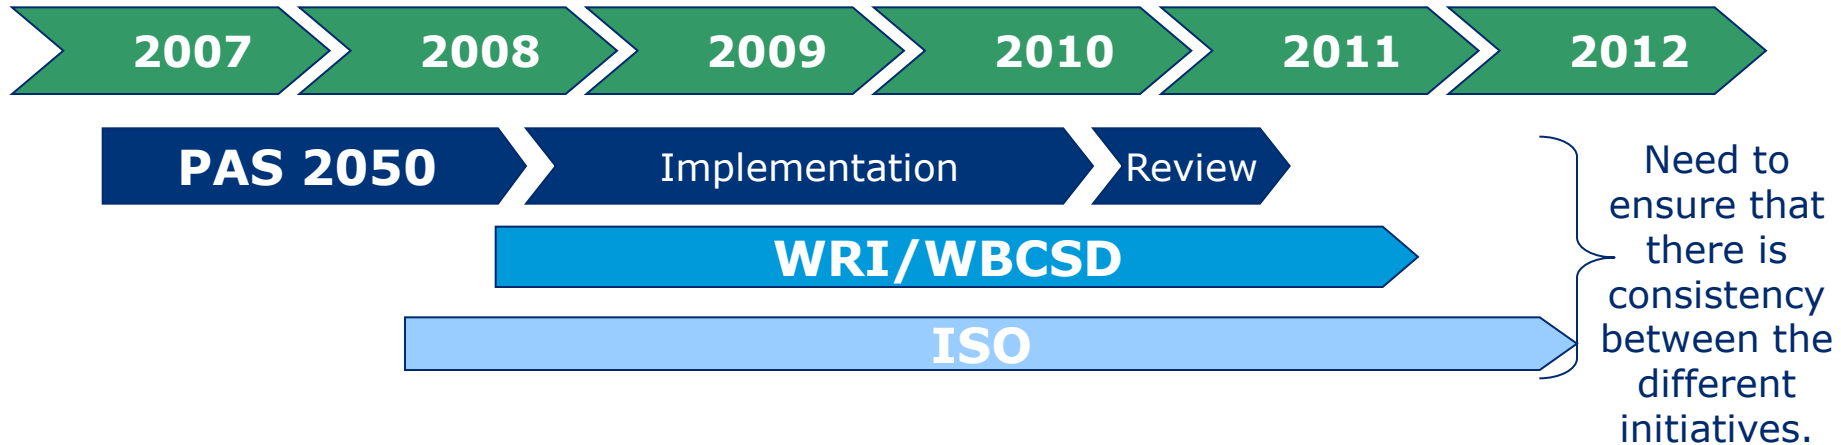 2007 2008 2009 2010 2011 2012
PAS 2050 Implementation Review
WRI/WBCSD
ISO
Need to
ensure that
there is
consistency
between the
different
initiatives.